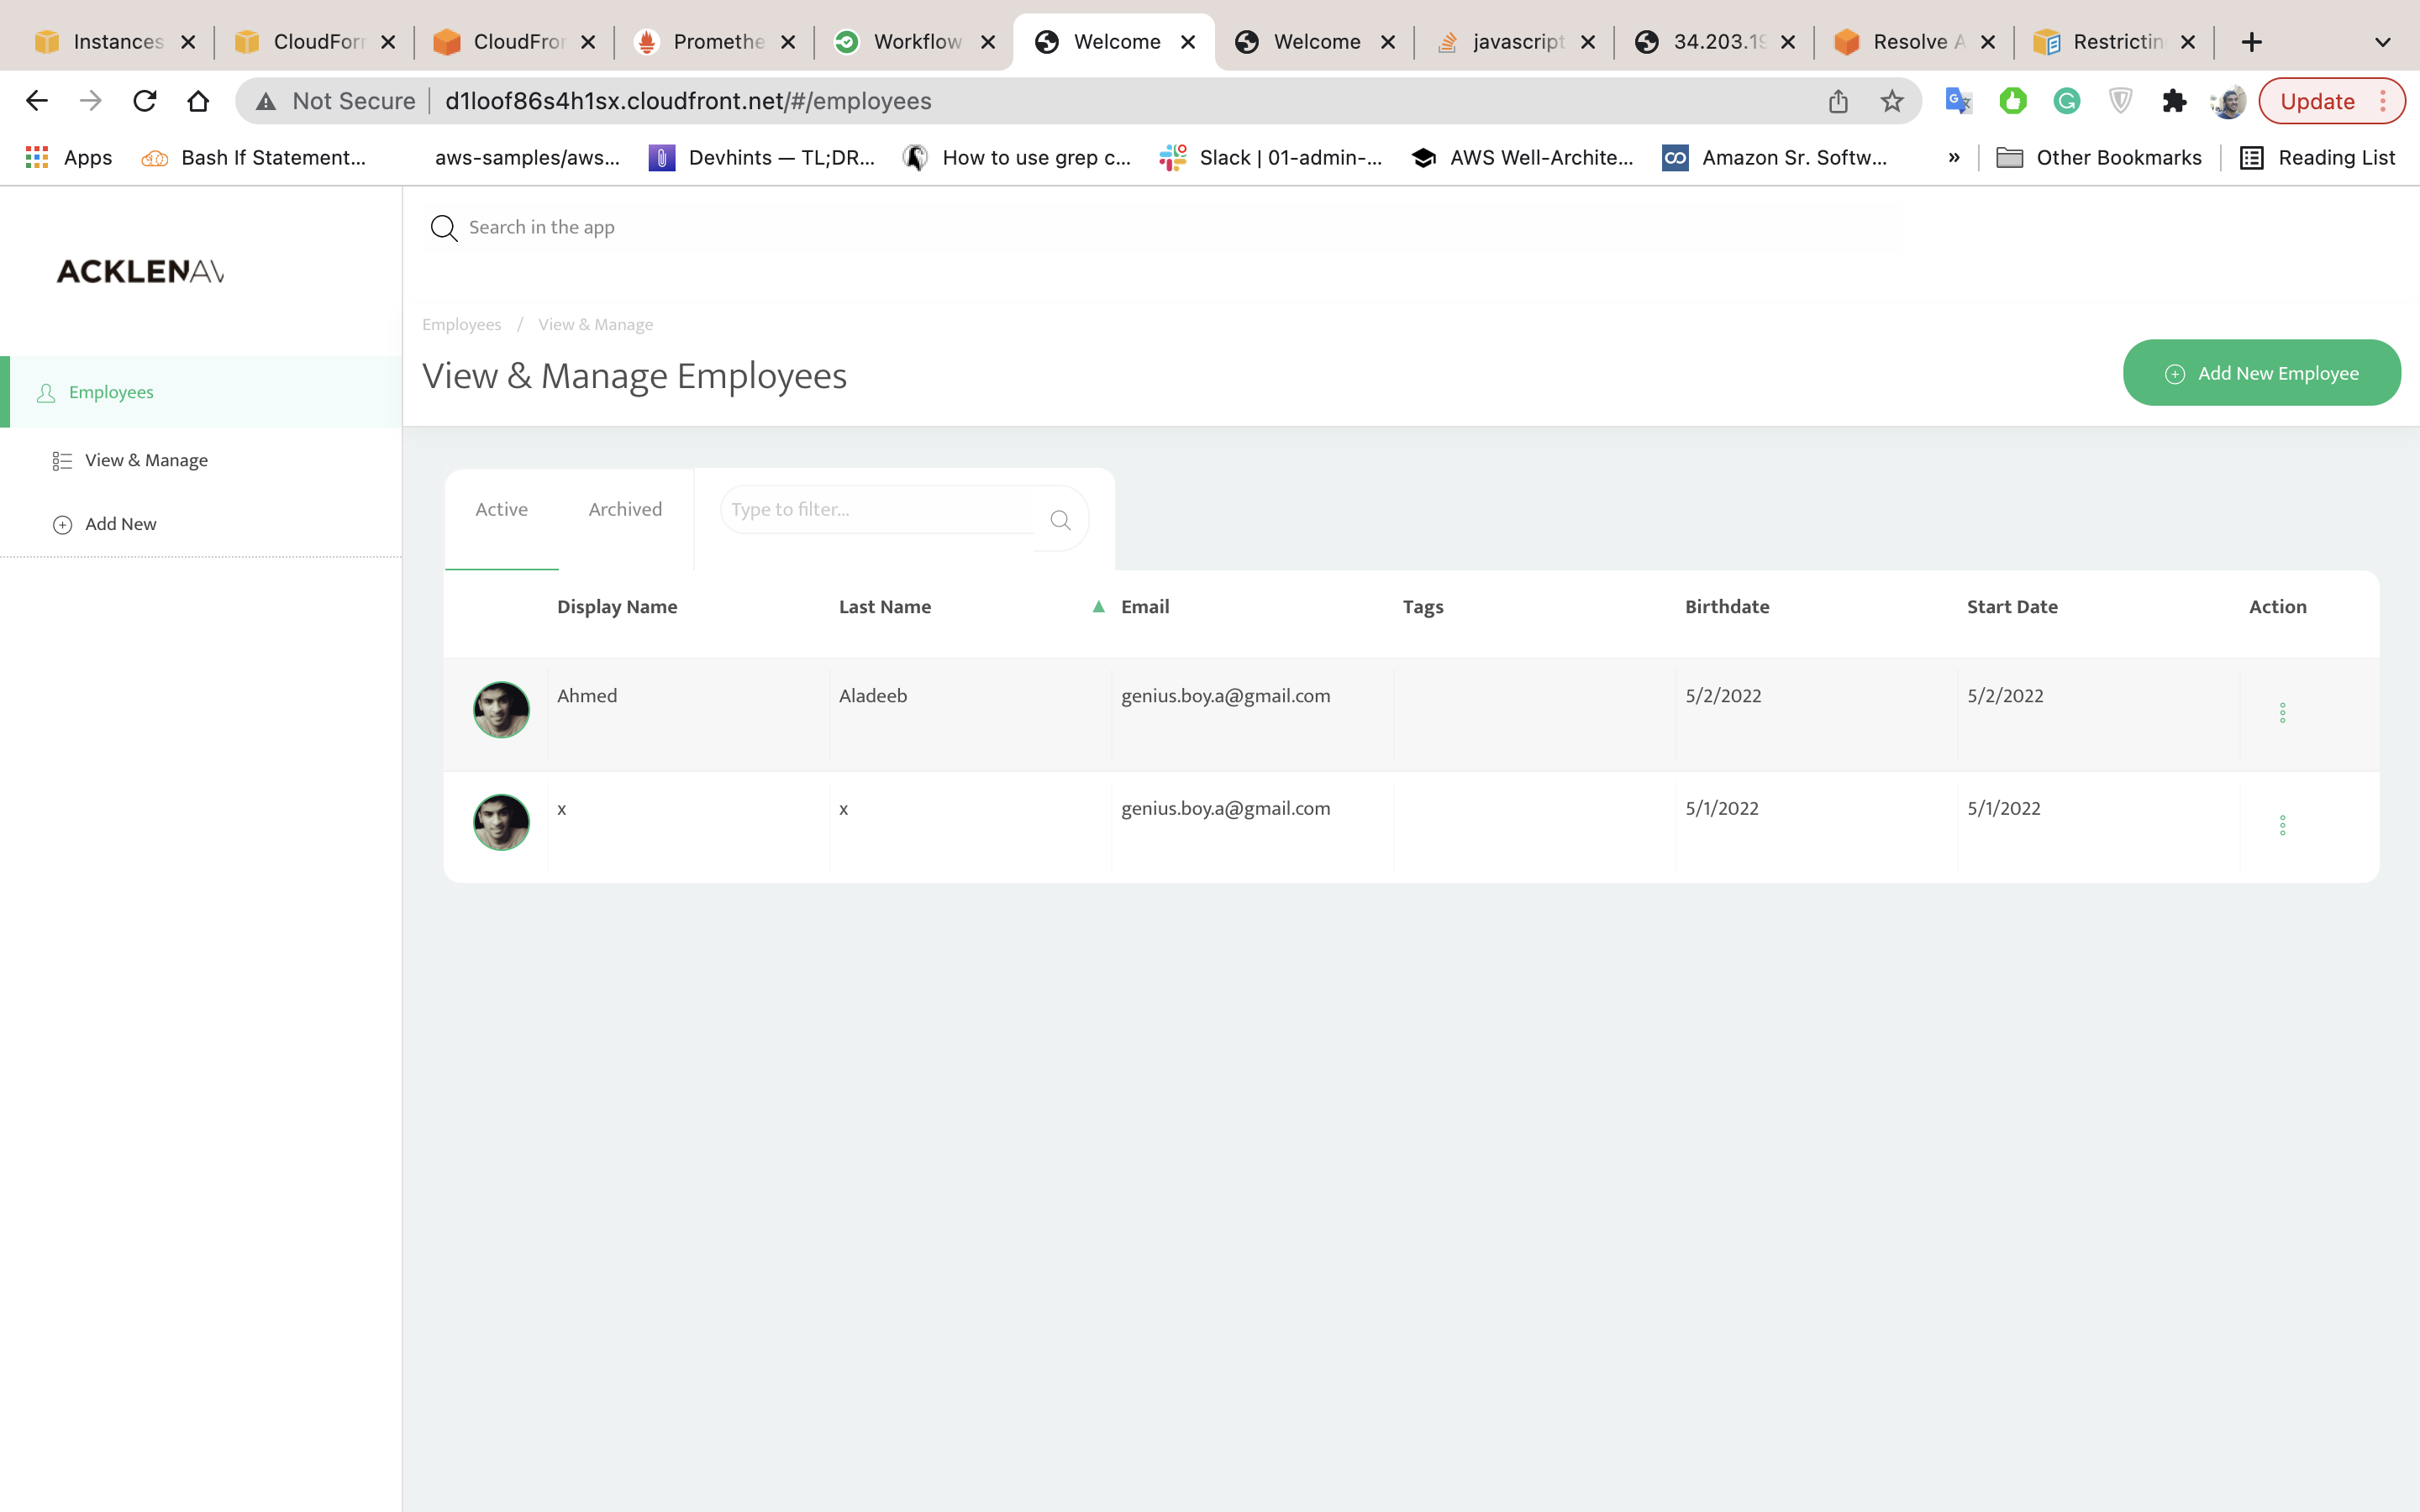 Instances
CloudForr
CloudFror
Promethe
Workflow
Welcome
Welcome
javascript
34.203.19
Resolve A
Restrictin
Not Secure
d1loof86s4h1sx.cloudfront.net/#/employees
Update
Apps
Bash If Statement...
aws-samples/aws...
Devhints — TL;DR...
How to use grep c...
Slack | 01-admin-...
AWS Well-Archite...
Amazon Sr. Softw...
»
Other Bookmarks
Reading List
ACKLENAV
Search in the app
Employees / View & Manage
View & Manage Employees
Add New Employee
Employees
View & Manage
Add New
Active Archived Type to filter...
Display Name Last Name Email Tags Birthdate Start Date Action
Ahmed Aladeeb genius.boy.a@gmail.com 5/2/2022 5/2/2022
x x genius.boy.a@gmail.com 5/1/2022 5/1/2022